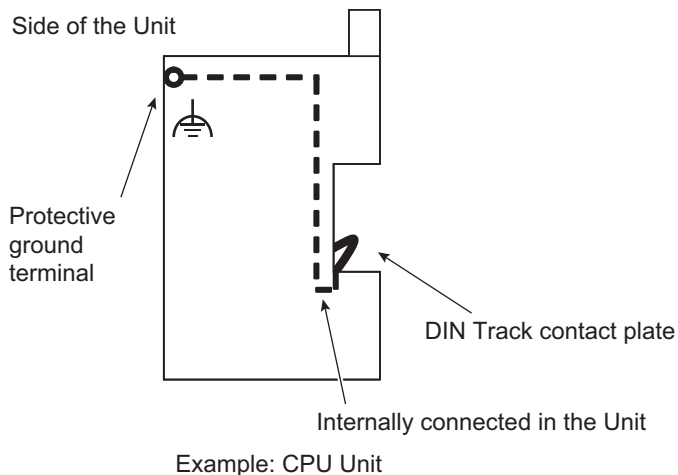 Side of the Unit
Protective
ground
terminal
DIN Track contact plate
Internally connected in the Unit
Example: CPU Unit